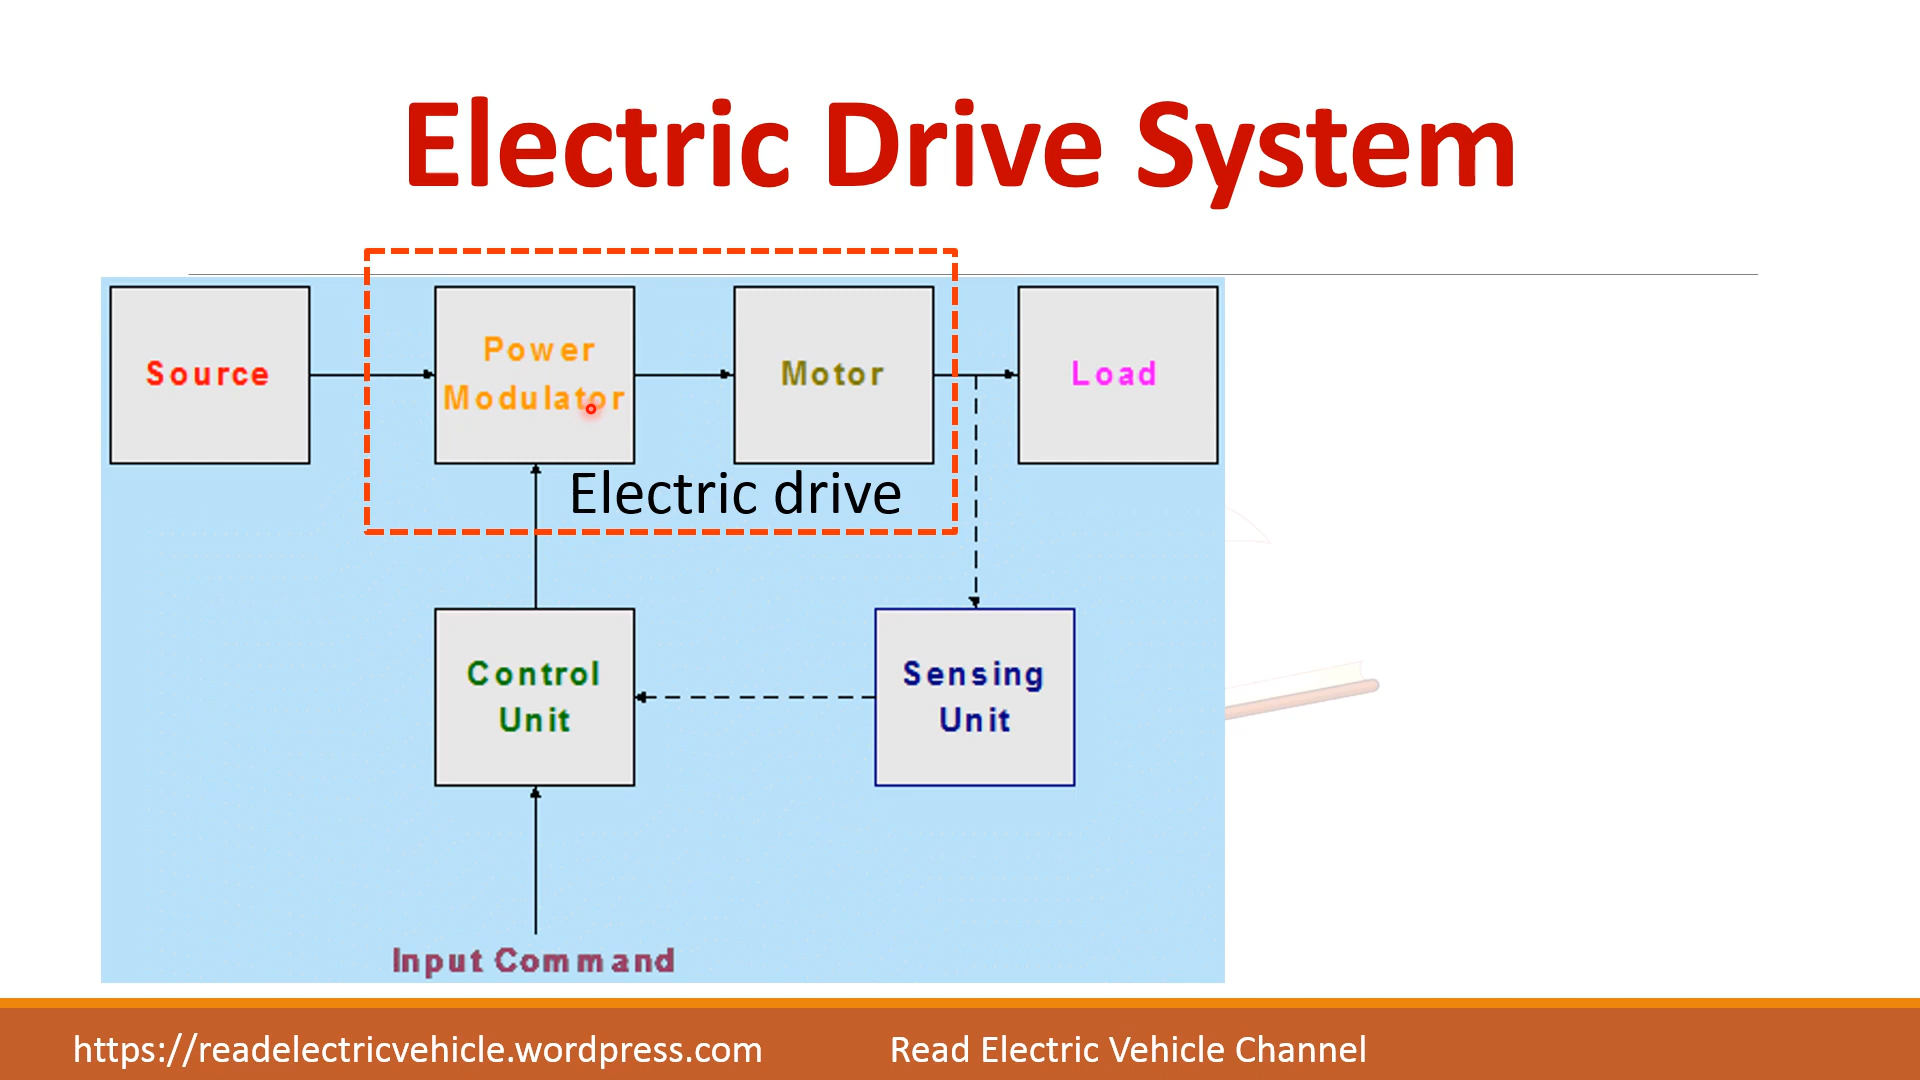 Electric Drive System
Source
Power
Modulator
Motor
Load
Electric drive
Control
Unit
Sensing
Unit
Input Command
https://readelectricvehicle.wordpress.com
Read Electric Vehicle Channel